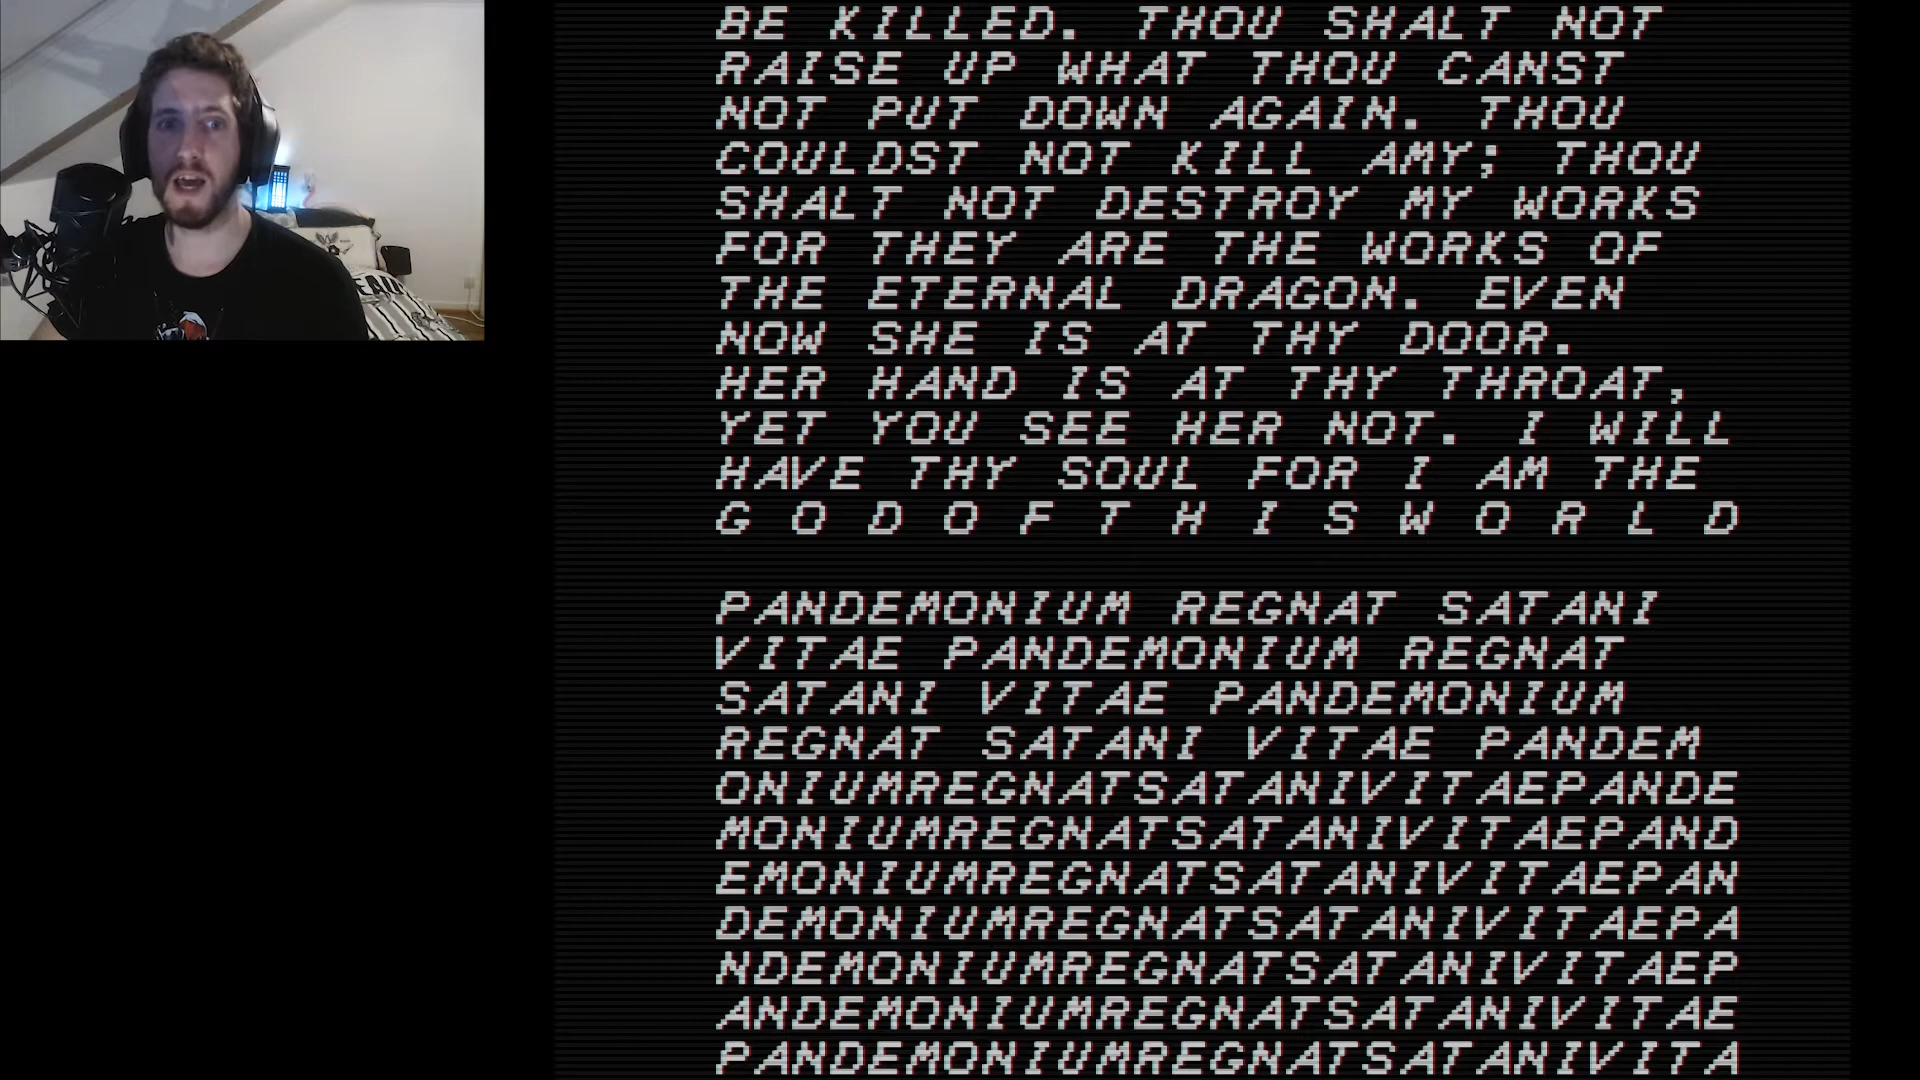 BE KILLED. THOU SHALT NOT
RAISE UP WHAT THOU CANST
NOT PUT DOWN AGAIN. THOU
COULDST NOT KILL AMY; THOU
SHALT NOT DESTROY MY WORKS
FOR THEY ARE THE WORKS OF
THE ETERNAL DRAGON. EVEN
NOW SHE IS AT THY DOOR.
HER HAND IS AT THY THROAT,
YET YOU SEE HER NOT. I WILL
HAVE THY SOUL FOR I AM THE
G O D O F T H I S W O R L D
PANDEMONIUM REGNAT SATANI
VITAE PANDEMONIUM REGNAT
SATANI VITAE PANDEMONIUM
REGNAT SATANI VITAE PANDEM
ONIUMREGNATSATANIVITAEPANDE
MONIUMREGNATSATANIVITAEPAND
EMONIUMREGNATSATANIVITAEPAN
DEMONIUMREGNATSATANIVITAEPA
NDEMONIUMREGNATSATANIVITAEP
ANDEMONIUMREGNATSATANIVITAE
PANDEMONIUMREGNATSATANIVITA